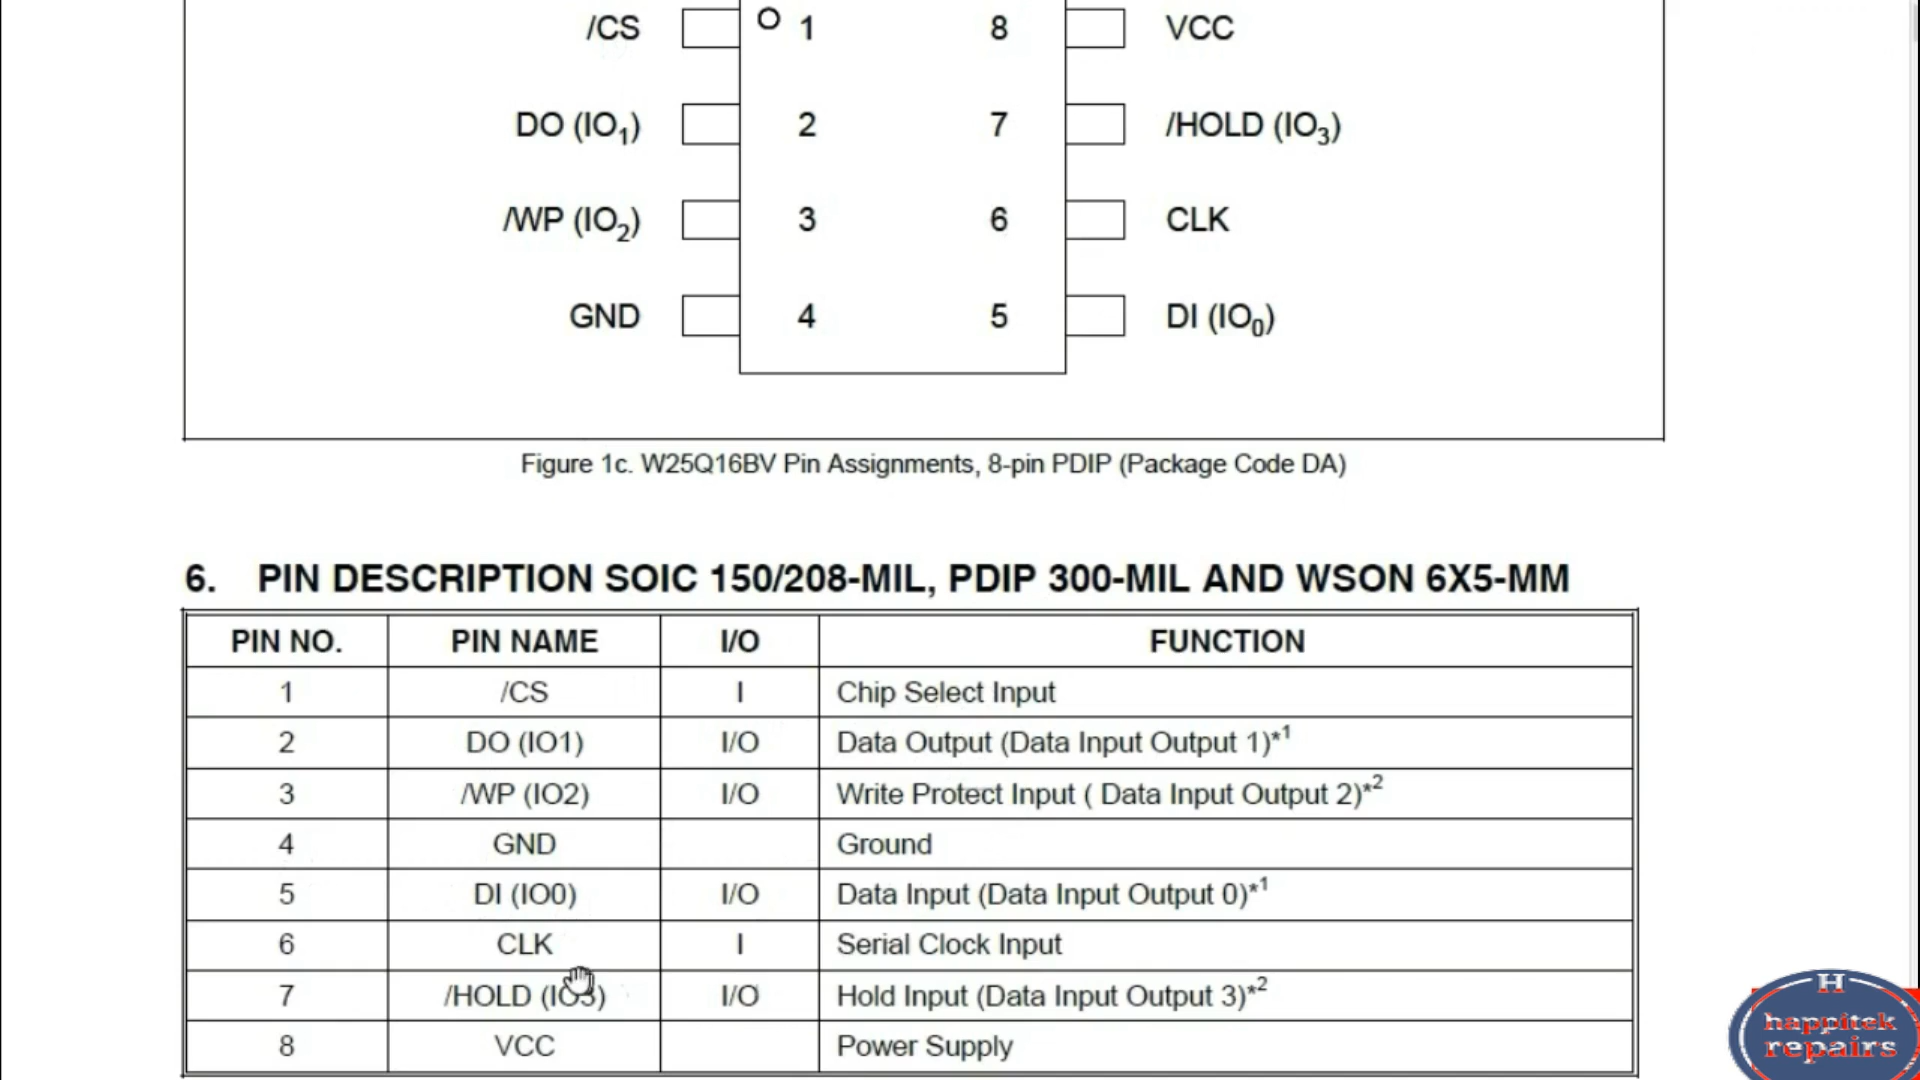 /CS 1 8 VCC
DO (IO1) 2 7 /HOLD (IO3)
/WP (IO2) 3 6 CLK
GND 4 5 DI (IO0)
Figure 1c. W25Q16BV Pin Assignments, 8-pin PDIP (Package Code DA)
6. PIN DESCRIPTION SOIC 150/208-MIL, PDIP 300-MIL AND WSON 6X5-MM
PIN NO. PIN NAME I/O FUNCTION
1 /CS I Chip Select Input
2 DO (IO1) I/O Data Output (Data Input Output 1)*1
3 /WP (IO2) I/O Write Protect Input ( Data Input Output 2)*2
4 GND Ground
5 DI (IO0) I/O Data Input (Data Input Output 0)*1
6 CLK I Serial Clock Input
7 /HOLD (IO3) I/O Hold Input (Data Input Output 3)*2
8 VCC Power Supply
H
happitek
repairs